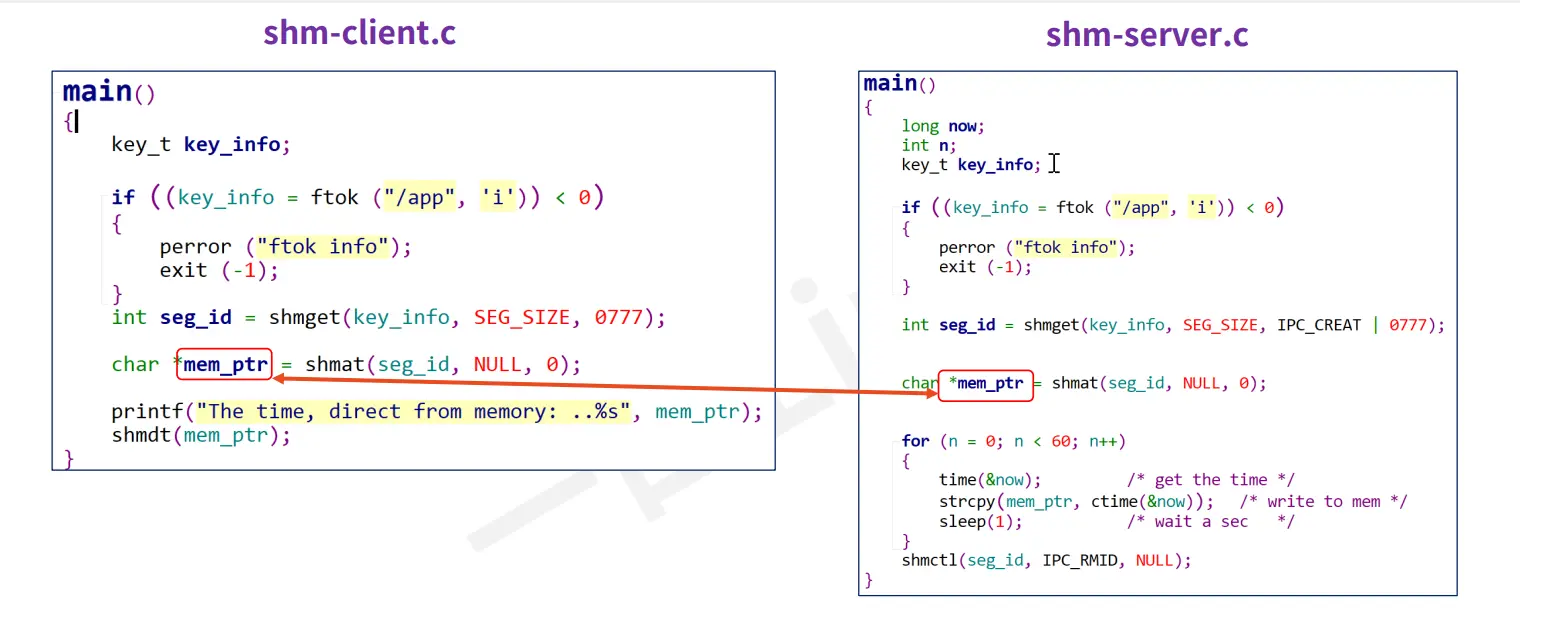 shm-client.c
main()
{
key_t key_info;
if ((key_info = ftok ("/app", 'i')) < 0)
{
perror ("ftok info");
exit (-1);
}
int seg_id = shmget(key_info, SEG_SIZE, 0777);
char *mem_ptr = shmat(seg_id, NULL, 0);
printf("The time, direct from memory: ..%s", mem_ptr);
shmdt(mem_ptr);
}
shm-server.c
main()
{
long now;
int n;
key_t key_info;
if ((key_info = ftok ("/app", 'i')) < 0)
{
perror ("ftok info");
exit (-1);
}
int seg_id = shmget(key_info, SEG_SIZE, IPC_CREAT | 0777);
char *mem_ptr = shmat(seg_id, NULL, 0);
for (n = 0; n < 60; n++)
{
time(&now); /* get the time */
strcpy(mem_ptr, ctime(&now)); /* write to mem */
sleep(1); /* wait a sec */
}
shmctl(seg_id, IPC_RMID, NULL);
}